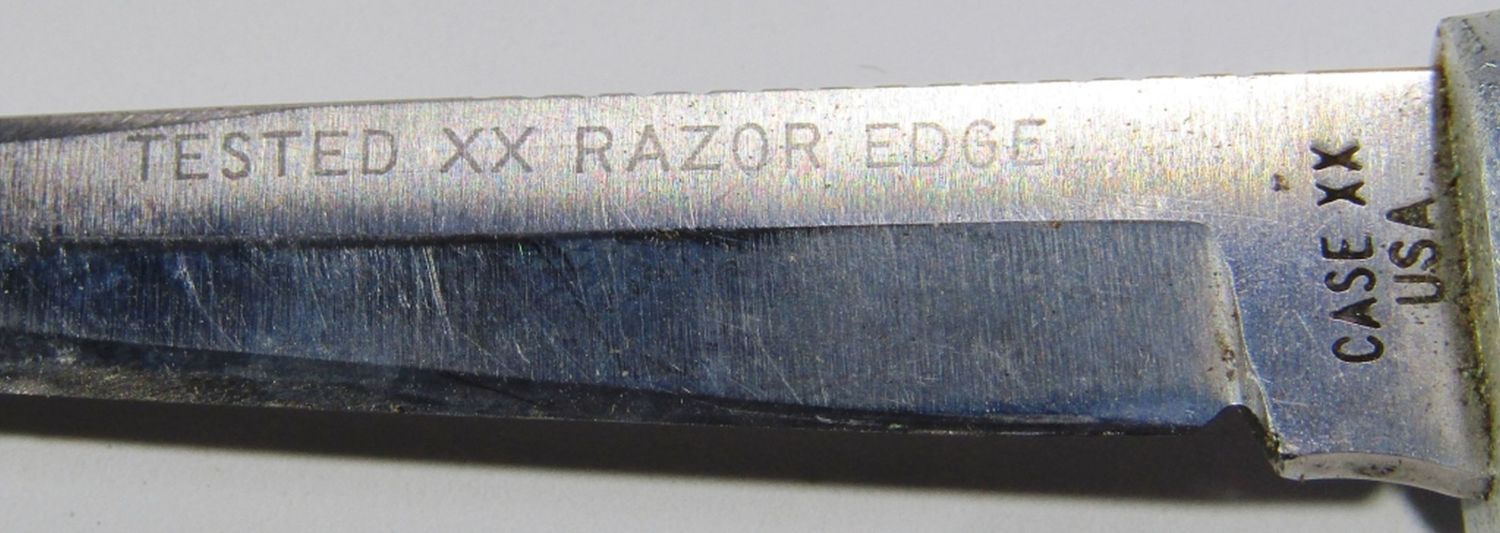 TESTED XX RAZOR EDGE
CASE XX
USA